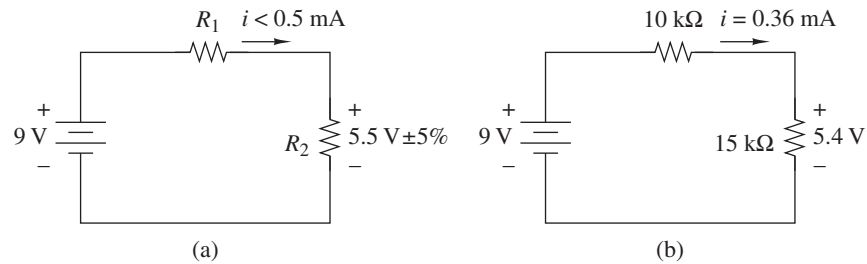 R1 i < 0.5 mA
+
9 V
−
R2
+
5.5 V ±5%
−
(a)
10 kΩ i = 0.36 mA
+
9 V
−
15 kΩ
+
5.4 V
−
(b)